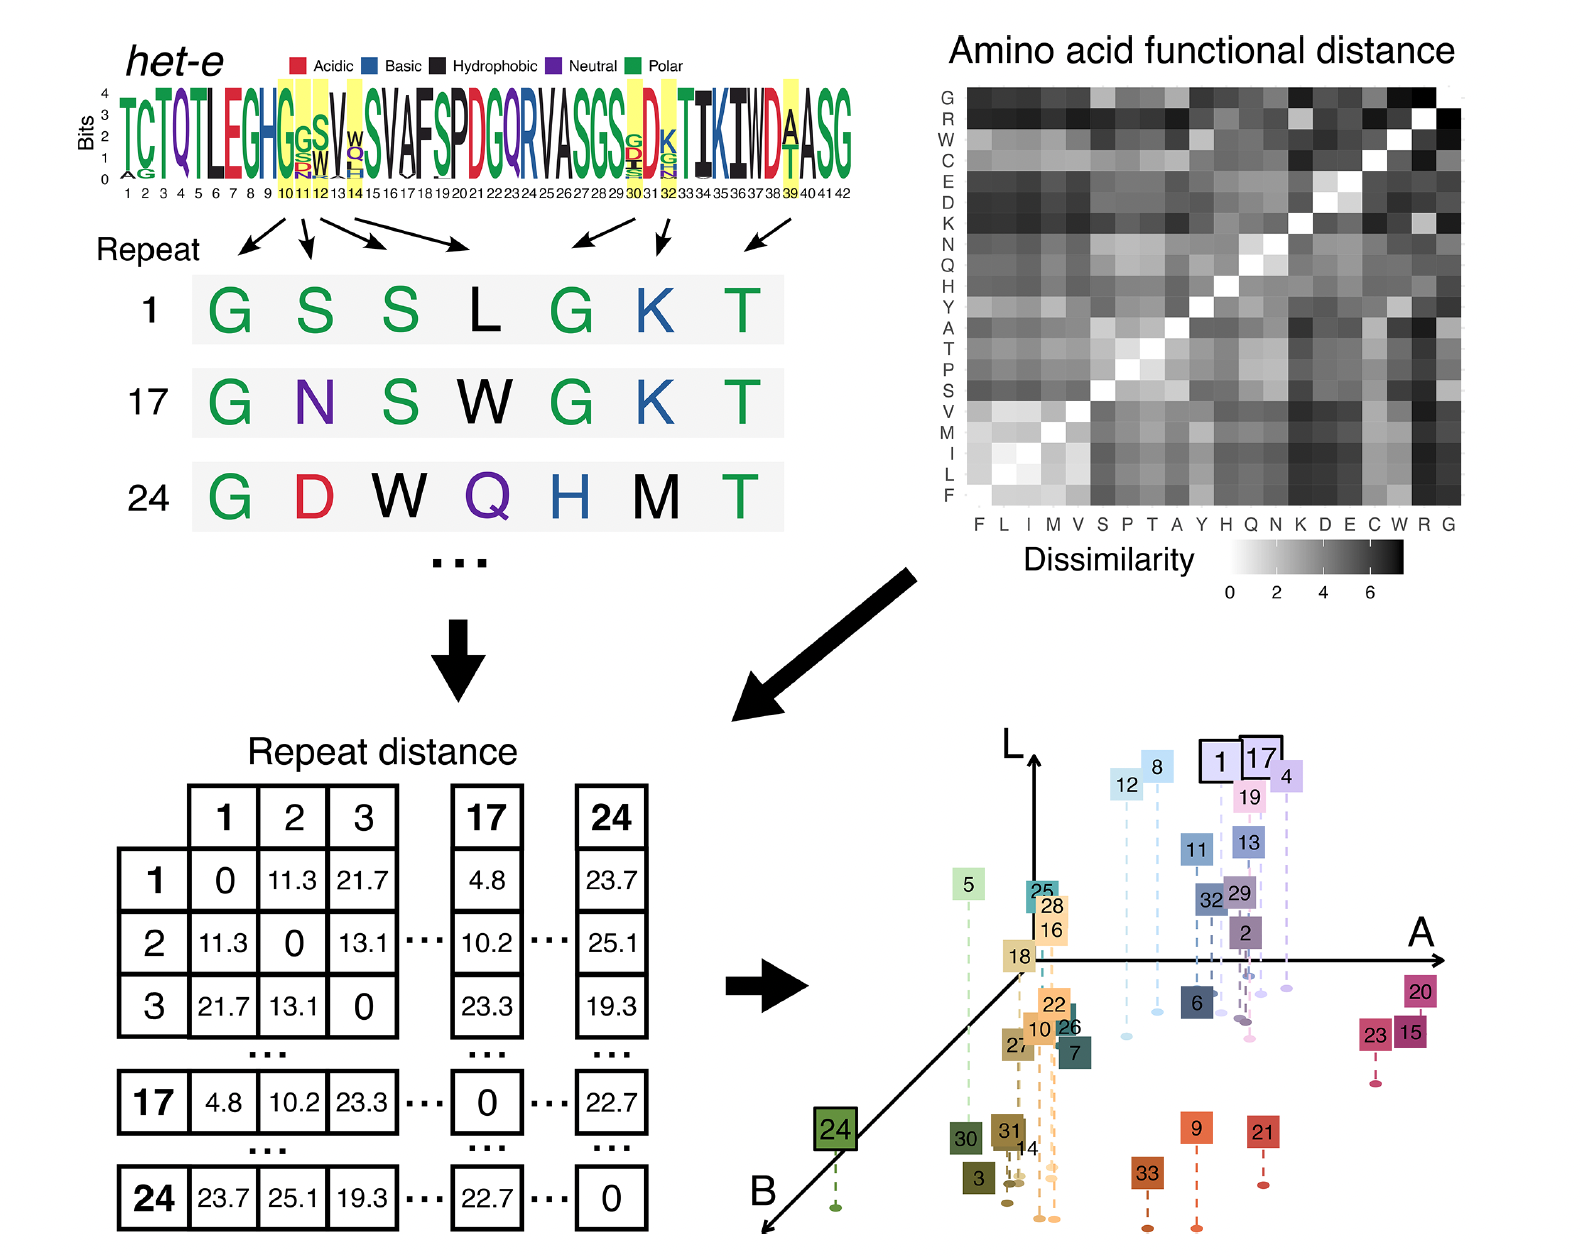 het-e
Acidic Basic Hydrophobic Neutral Polar
Bits
4
3
2
1
0
TCTQTLEGHGGSVWSVAFSPDGQRVASGSGDKTIKIWDAASG
1 2 3 4 5 6 7 8 9 10 11 12 13 14 15 16 17 18 19 20 21 22 23 24 25 26 27 28 29 30 31 32 33 34 35 36 37 38 39 40 41 42
Repeat
1 G S S L G K T
17 G N S W G K T
24 G D W Q H M T
...
Amino acid functional distance
G
R
W
C
E
D
K
N
Q
H
Y
A
T
P
S
V
M
I
L
F
F L I M V S P T A Y H Q N K D E C W R G
Dissimilarity
0 2 4 6
Repeat distance
1 2 3 17 24
1 0 11.3 21.7 4.8 23.7
2 11.3 0 13.1 ... 10.2 ... 25.1
3 21.7 13.1 0 23.3 19.3
... ... ...
17 4.8 10.2 23.3 ... 0 ... 22.7
... ... ...
24 23.7 25.1 19.3 ... 22.7 ... 0
L
A
B
12
8
1
17
4
19
11
13
5
25
28
16
32
29
2
18
22
10
26
27
7
6
20
23
15
24
30
31
14
3
9
21
33